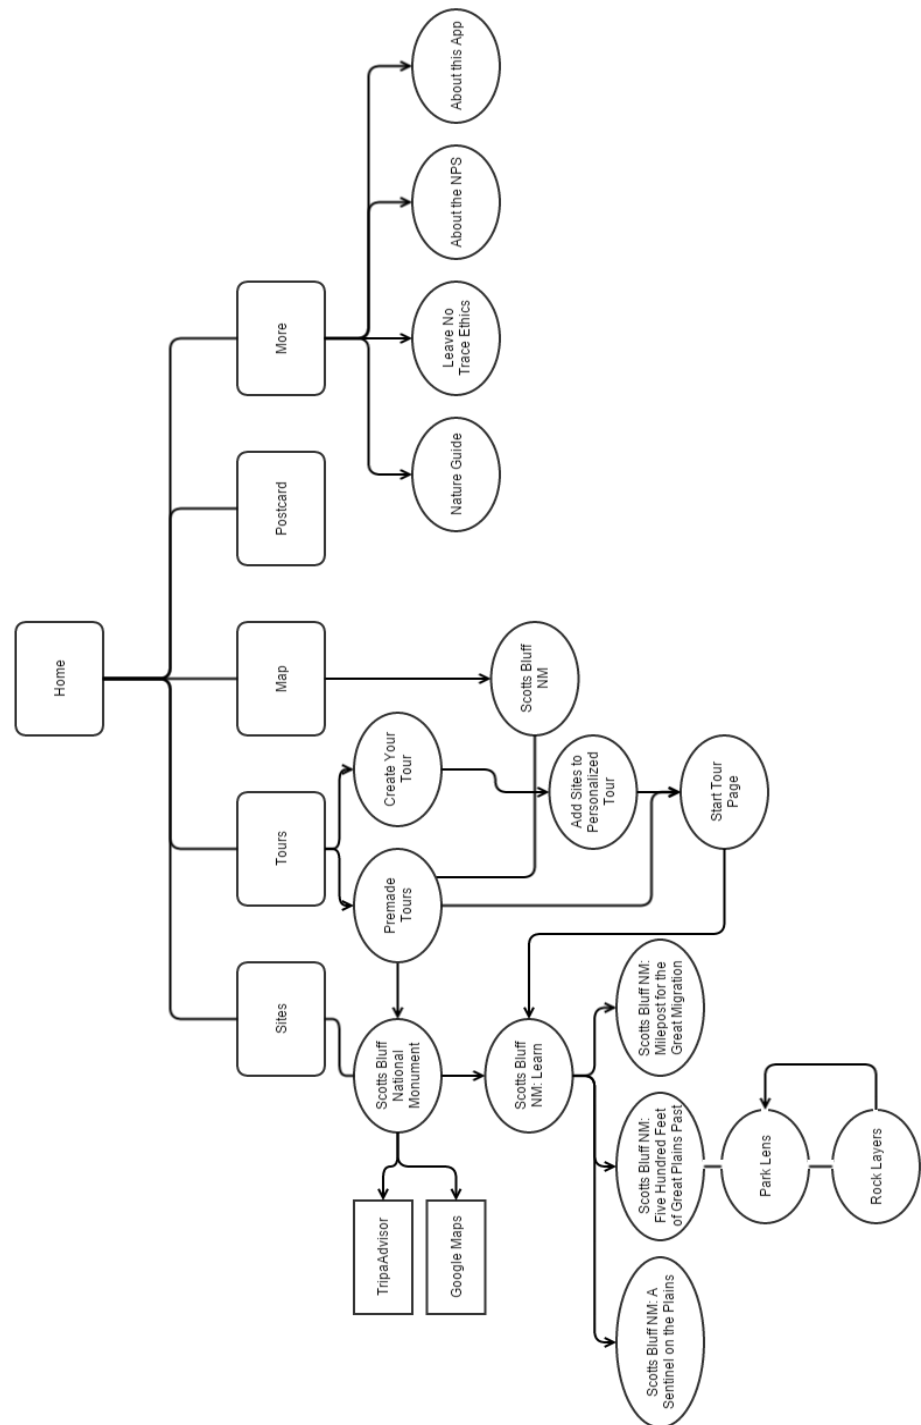 Home
Sites
Tours
Map
Postcard
More
Scotts Bluff
National
Monument
Premade
Tours
Create Your
Tour
Scotts Bluff
NM
Nature Guide
Leave No
Trace Ethics
About the NPS
About this App
TripaAdvisor
Google Maps
Scotts Bluff
NM: Learn
Add Sites to
Personalized
Tour
Start Tour
Page
Scotts Bluff NM: A
Sentinel on the Plains
Scotts Bluff NM:
Five Hundred Feet
of Great Plains Past
Scotts Bluff NM:
Milepost for the
Great Migration
Park Lens
Rock Layers